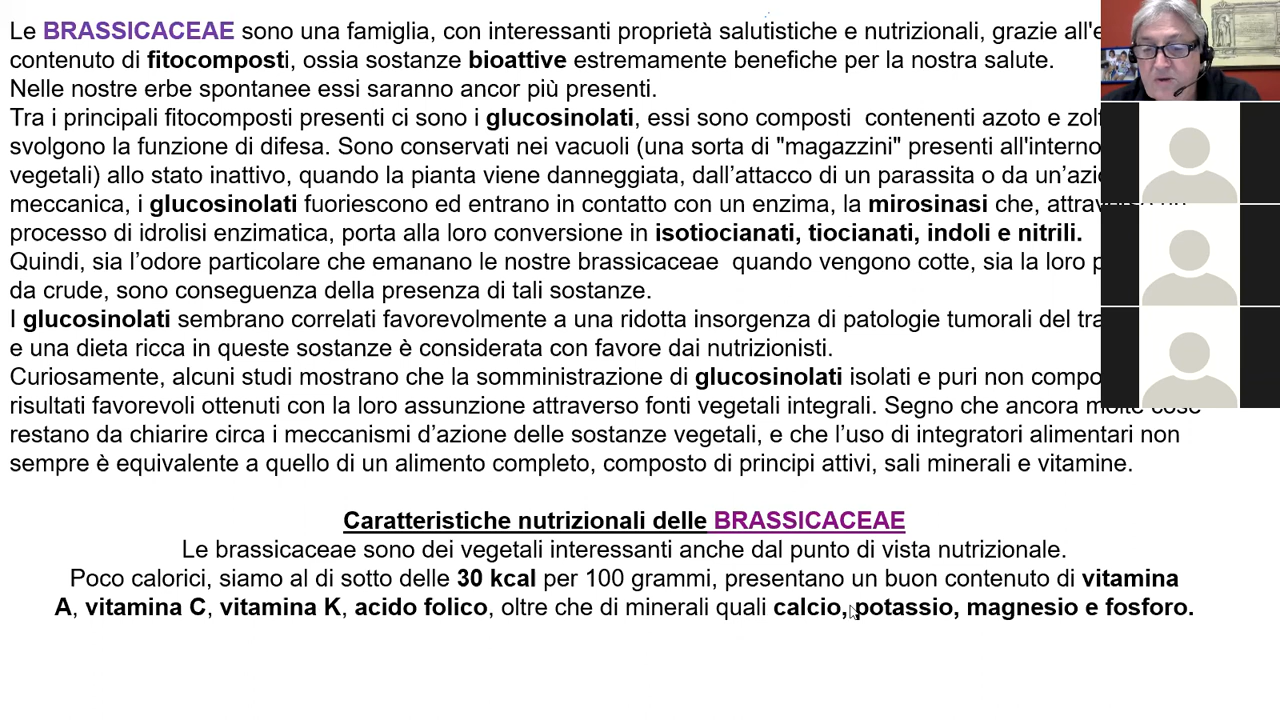 Le BRASSICACEAE sono una famiglia, con interessanti proprietà salutistiche e nutrizionali, grazie
contenuto di fitocomposti, ossia sostanze bioattive estremamente benefiche per la nostra salute.
Nelle nostre erbe spontanee essi saranno ancor più presenti.
Tra i principali fitocomposti presenti ci sono i glucosinolati, essi sono composti contenenti azoto e
svolgono la funzione di difesa. Sono conservati nei vacuoli (una sorta di "magazzini" presenti all'interno
vegetali) allo stato inattivo, quando la pianta viene danneggiata, dall’attacco di un parassita o da
meccanica, i glucosinolati fuoriescono ed entrano in contatto con un enzima, la mirosinasi che,
processo di idrolisi enzimatica, porta alla loro conversione in isotiocianati, tiocianati, indoli e nitrili.
Quindi, sia l’odore particolare che emanano le nostre brassicaceae quando vengono cotte, sia la loro
da crude, sono conseguenza della presenza di tali sostanze.
I glucosinolati sembrano correlati favorevolmente a una ridotta insorgenza di patologie tumorali del
e una dieta ricca in queste sostanze è considerata con favore dai nutrizionisti.
Curiosamente, alcuni studi mostrano che la somministrazione di glucosinolati isolati e puri non
risultati favorevoli ottenuti con la loro assunzione attraverso fonti vegetali integrali. Segno che ancora molte cose
restano da chiarire circa i meccanismi d’azione delle sostanze vegetali, e che l’uso di integratori alimentari non
sempre è equivalente a quello di un alimento completo, composto di principi attivi, sali minerali e vitamine.
Caratteristiche nutrizionali delle BRASSICACEAE
Le brassicaceae sono dei vegetali interessanti anche dal punto di vista nutrizionale.
Poco calorici, siamo al di sotto delle 30 kcal per 100 grammi, presentano un buon contenuto di vitamina
A, vitamina C, vitamina K, acido folico, oltre che di minerali quali calcio, potassio, magnesio e fosforo.